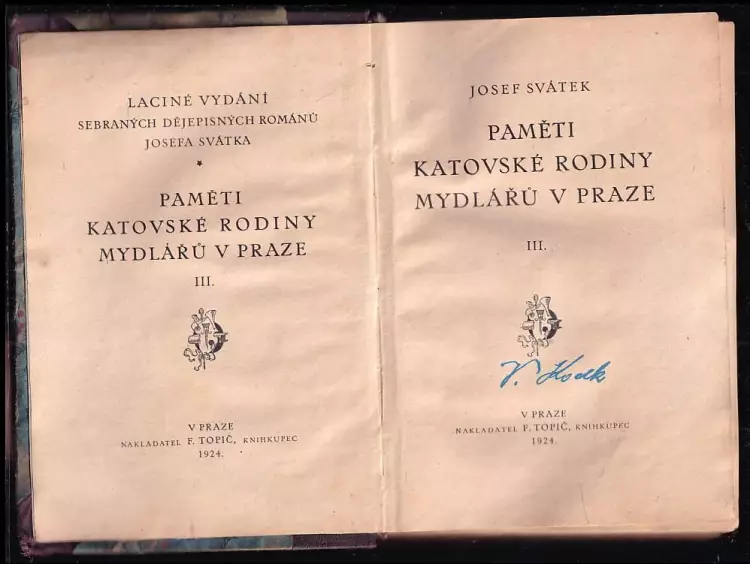 LACINÉ VYDÁNÍ
SEBRANÝCH DĚJEPISNÝCH ROMÁNŮ
JOSEFA SVÁTKA
*
PAMĚTI
KATOVSKÉ RODINY
MYDLÁŘŮ V PRAZE
III.
V PRAZE
NAKLADATEL F. TOPIČ, KNIHKUPEC
1924.
JOSEF SVÁTEK
PAMĚTI
KATOVSKÉ RODINY
MYDLÁŘŮ V PRAZE
III.
V.
V PRAZE
NAKLADATEL F. TOPIČ, KNIHKUPEC
1924.